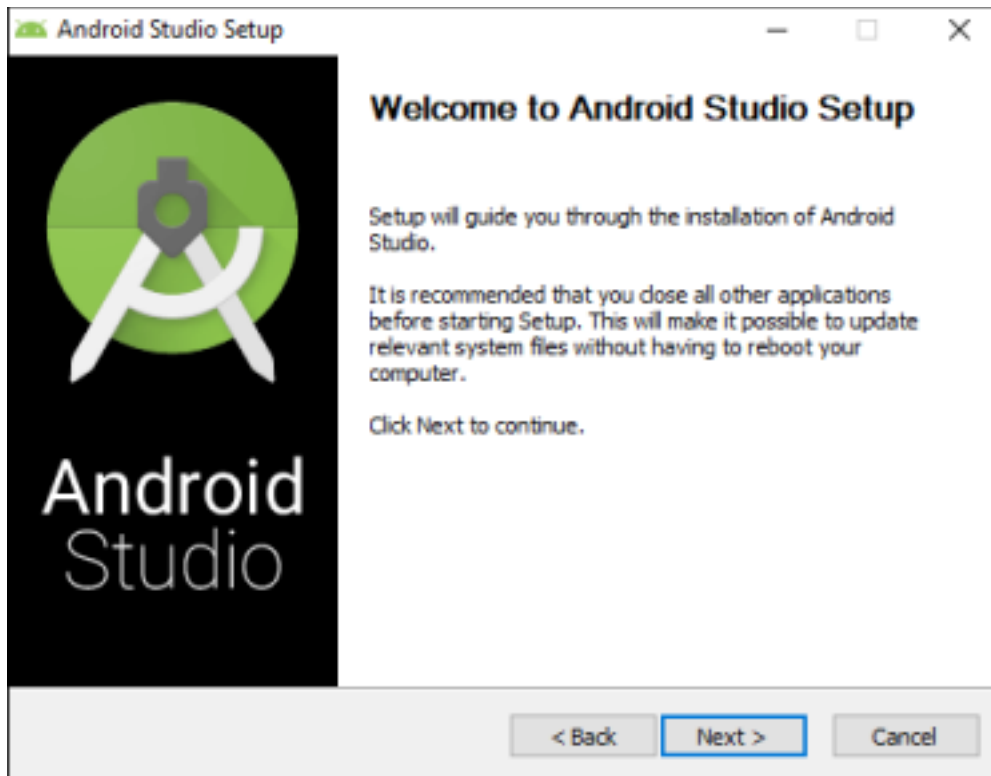 Android Studio Setup
Welcome to Android Studio Setup
Setup will guide you through the installation of Android
Studio.
It is recommended that you close all other applications
before starting Setup. This will make it possible to update
relevant system files without having to reboot your
computer.
Click Next to continue.
Android
Studio
< Back
Next >
Cancel